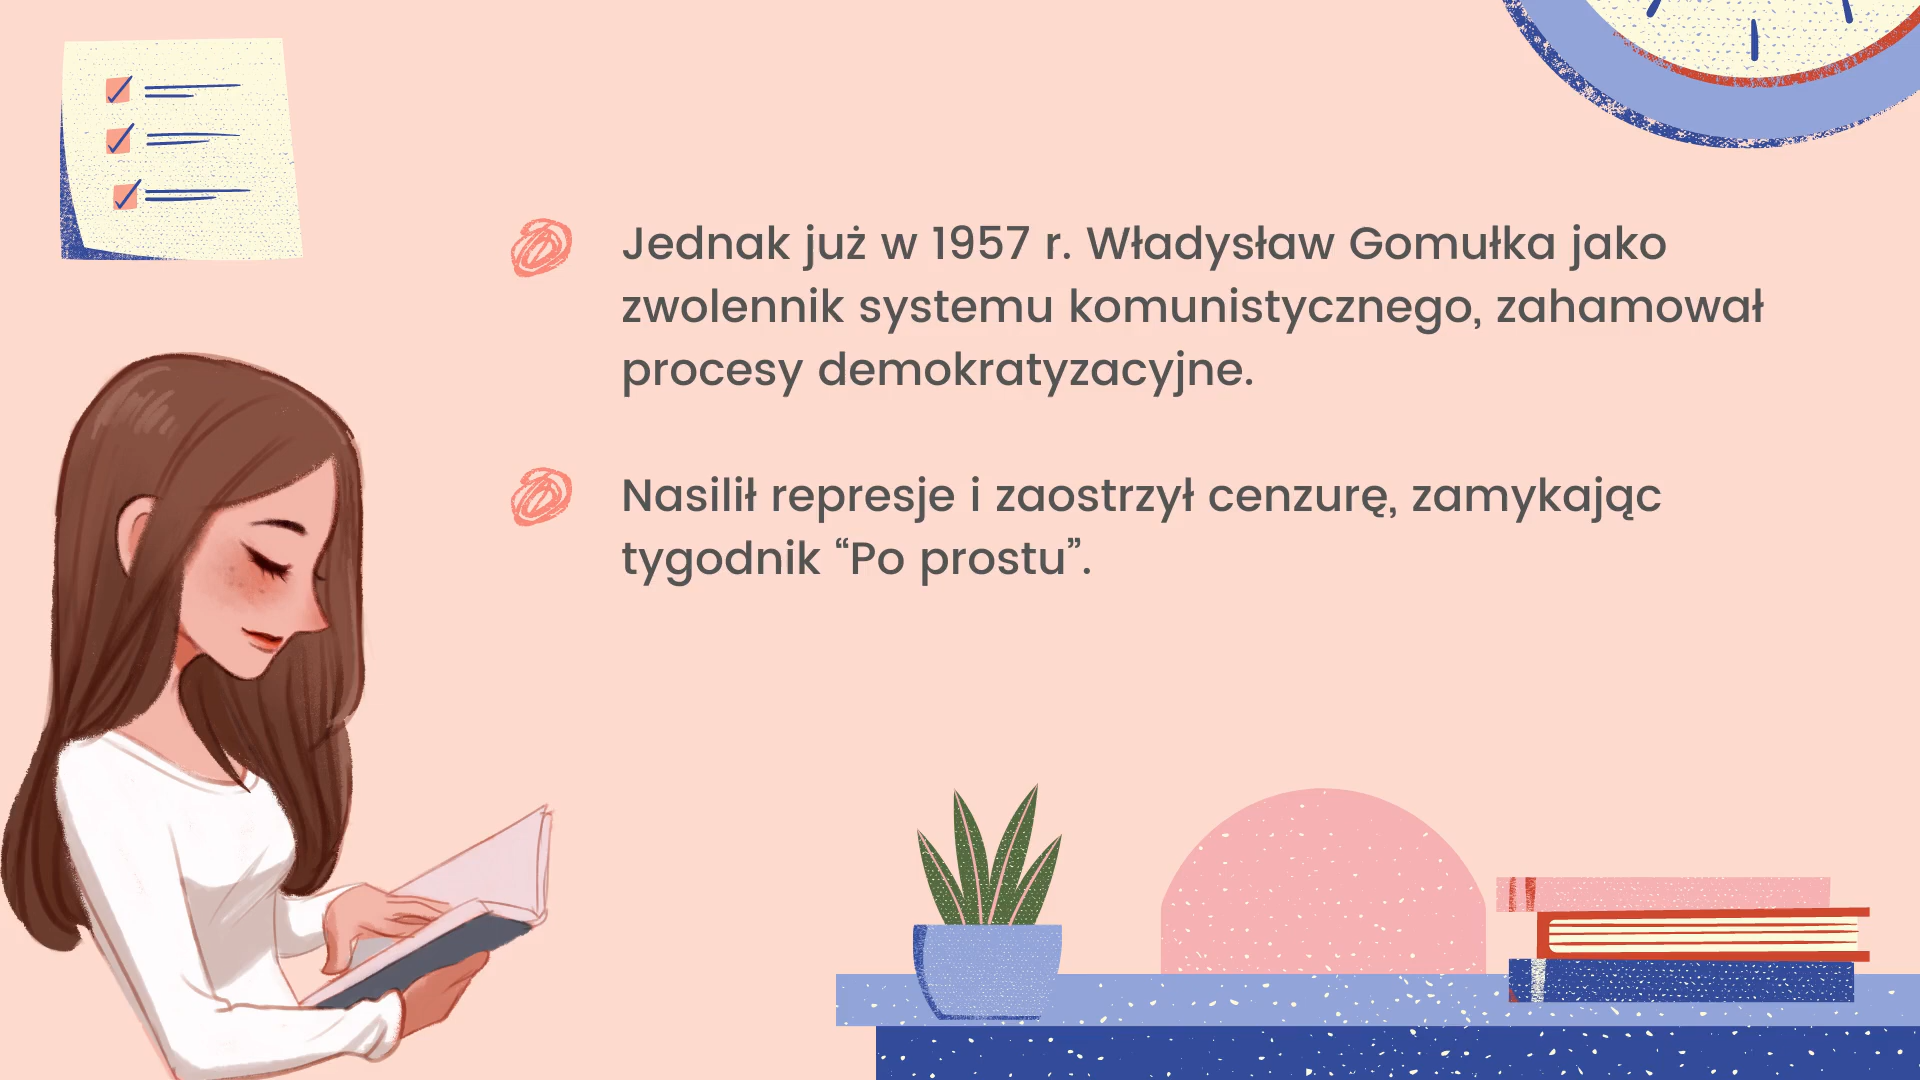 Jednak już w 1957 r. Władysław Gomułka jako
zwolennik systemu komunistycznego, zahamował
procesy demokratyzacyjne.
Nasilił represje i zaostrzył cenzurę, zamykając
tygodnik “Po prostu”.